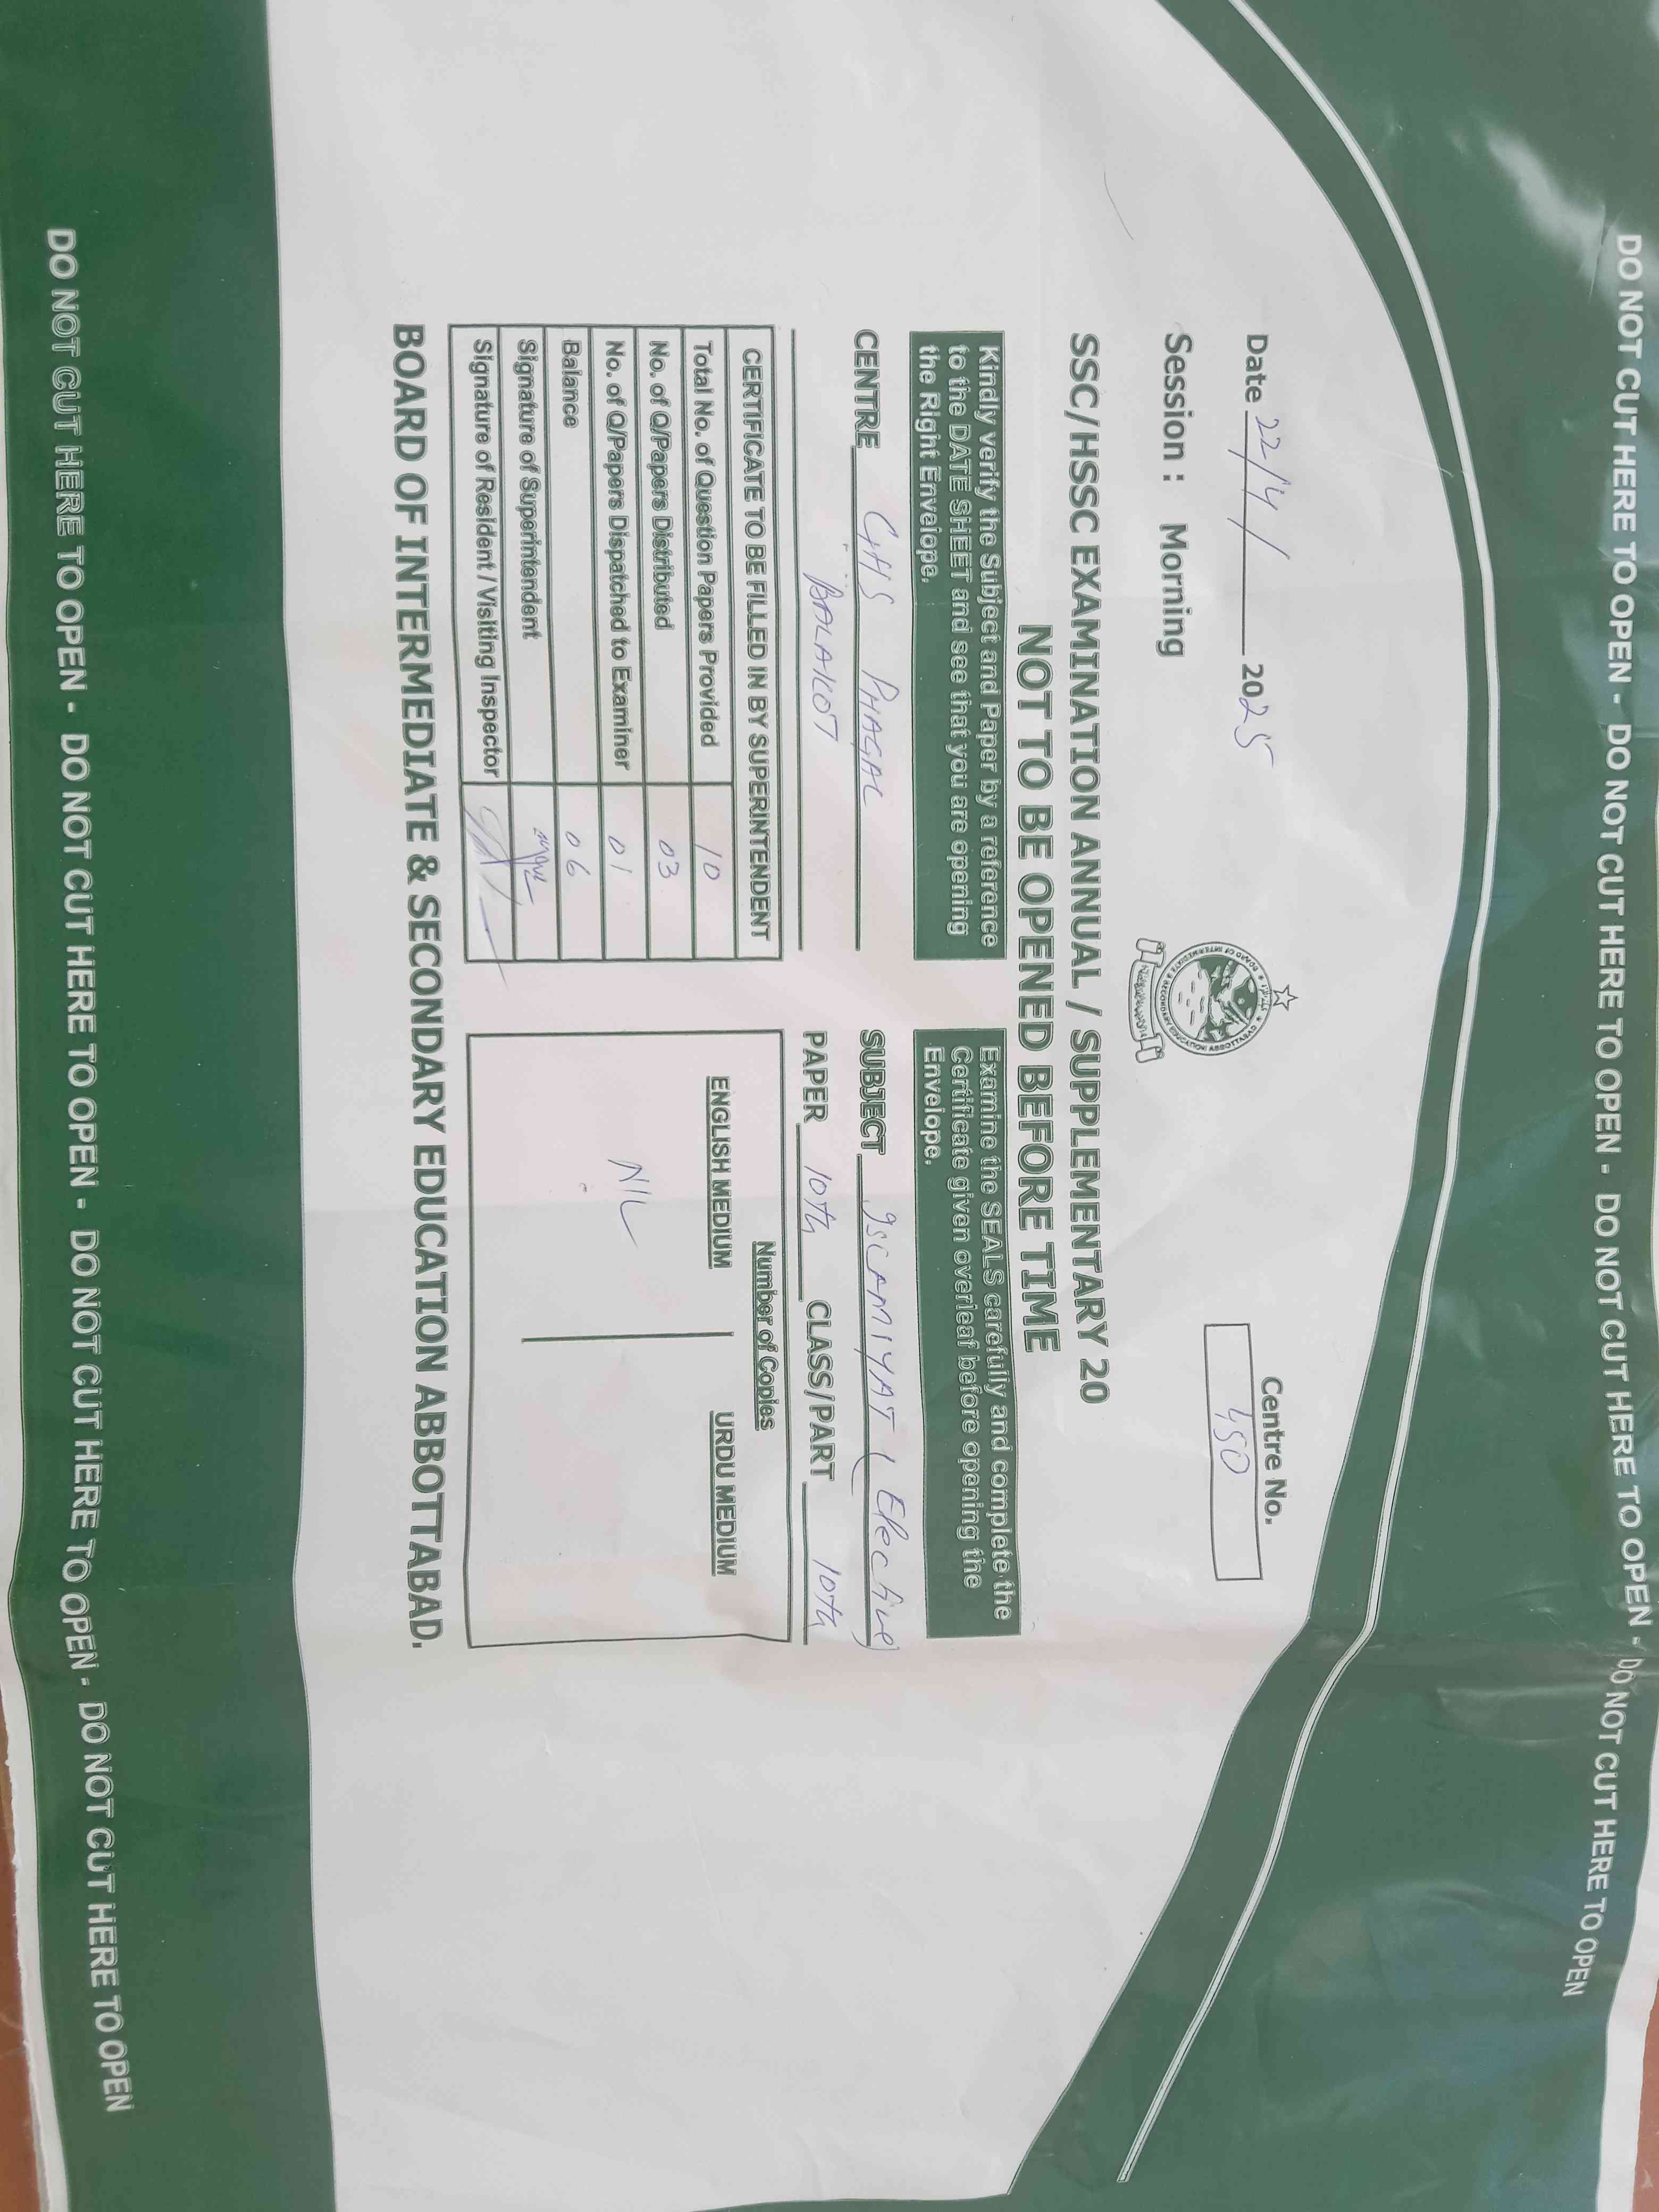 DO NOT CUT HERE TO OPEN - DO NOT CUT HERE TO OPEN - DO NOT CUT HERE TO OPEN - DO NOT CUT HERE TO OPEN
Date 22/4/ 2025
Centre No.
450
Session : Morning
SSC/HSSC EXAMINATION ANNUAL / SUPPLEMENTARY 20
NOT TO BE OPENED BEFORE TIME
Kindly verify the Subject and Paper by a reference
to the DATE SHEET and see that you are opening
the Right Envelope.
Examine the SEALS carefully and complete the
Certificate given overleaf before opening the
Envelope.
CENTRE GHS PHAGAL
BALAKOT
SUBJECT ISLAMIYAT (Elective)
PAPER 10th CLASS/PART 10th
CERTIFICATE TO BE FILLED IN BY SUPERINTENDENT
Total No. of Question Papers Provided 10
No. of Q/Papers Distributed 03
No. of Q/Papers Dispatched to Examiner 01
Balance 06
Signature of Superintendent
Signature of Resident / Visiting Inspector
Number of Copies
ENGLISH MEDIUM URDU MEDIUM
NIL
BOARD OF INTERMEDIATE & SECONDARY EDUCATION ABBOTTABAD.
DO NOT CUT HERE TO OPEN - DO NOT CUT HERE TO OPEN - DO NOT CUT HERE TO OPEN - DO NOT CUT HERE TO OPEN